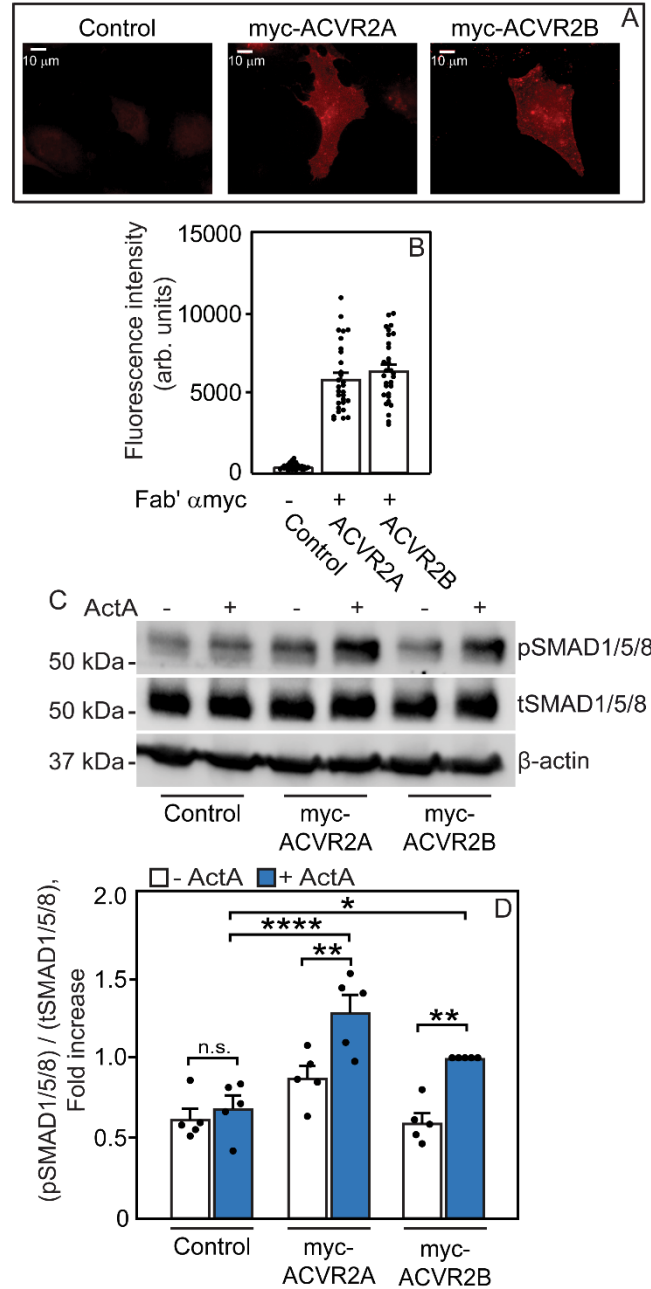 Control
myc-ACVR2A
myc-ACVR2B
A
10 μm
10 μm
10 μm
B
Fluorescence intensity
(arb. units)
15000
10000
5000
0
Fab' αmyc
-
+
+
Control
ACVR2A
ACVR2B
C
ActA
-
+
-
+
-
+
50 kDa-
pSMAD1/5/8
50 kDa-
tSMAD1/5/8
37 kDa-
β-actin
Control
myc-
ACVR2A
myc-
ACVR2B
- ActA
+ ActA
D
(pSMAD1/5/8) / (tSMAD1/5/8),
Fold increase
2.0
1.5
1.0
0.5
0
n.s.
****
**
*
**
Control
myc-
ACVR2A
myc-
ACVR2B